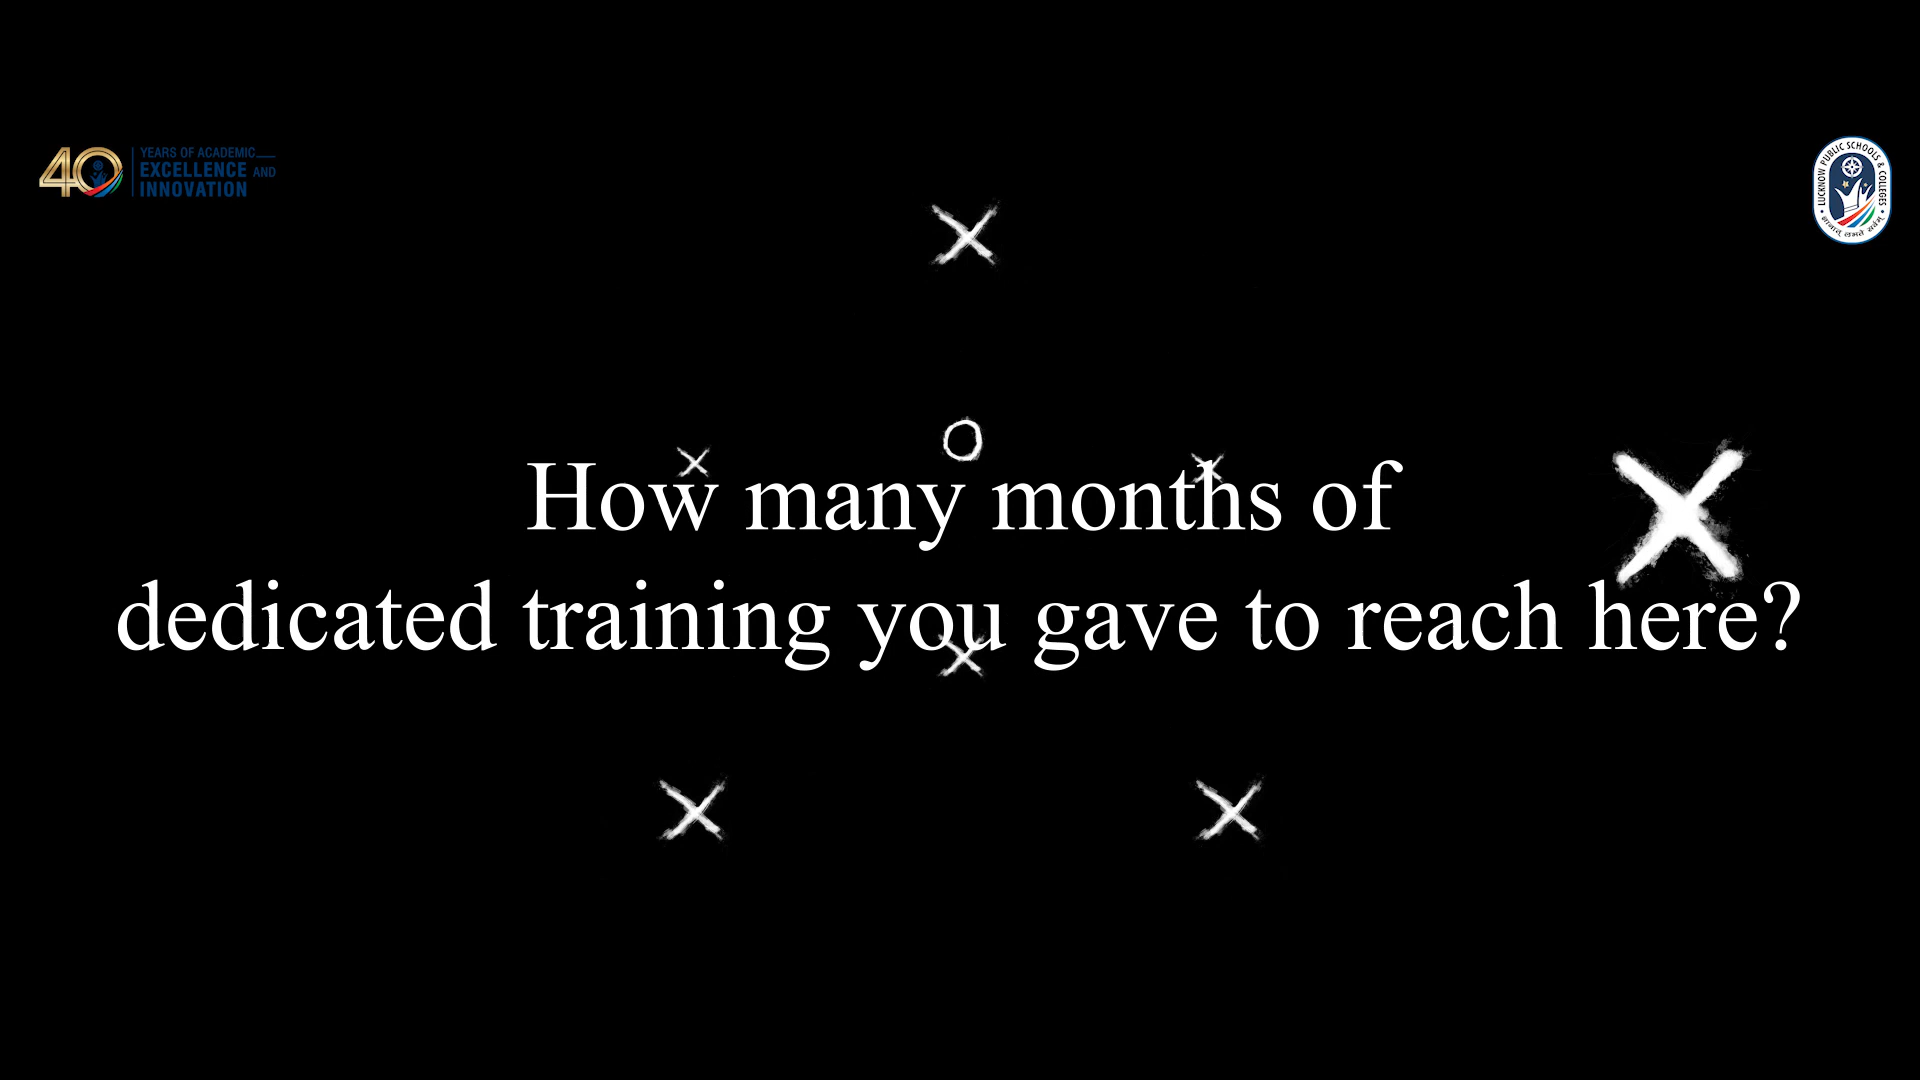 40
YEARS OF ACADEMIC
EXCELLENCE AND
INNOVATION
LUCKNOW PUBLIC SCHOOLS & COLLEGES
How many months of
dedicated training you gave to reach here?